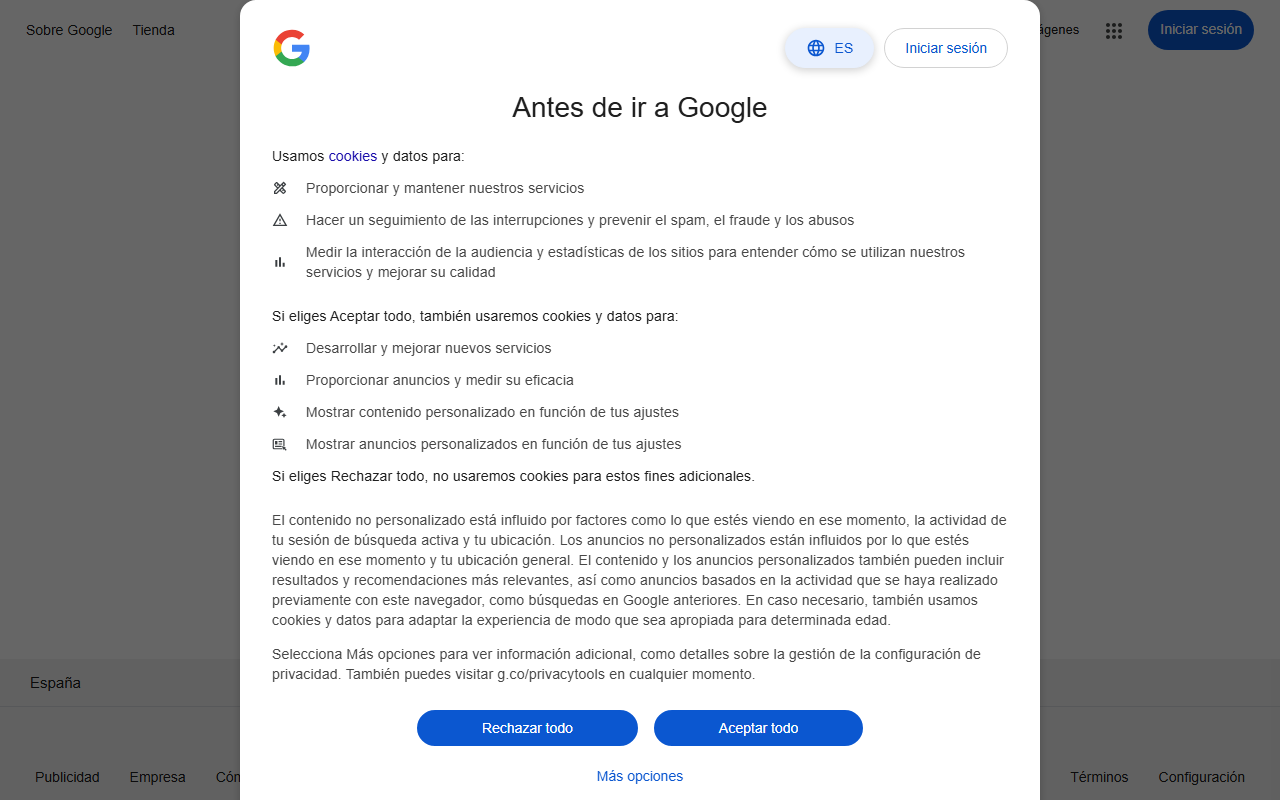 Sobre Google
Tienda
Iniciar sesión
ES
Iniciar sesión
Antes de ir a Google
Usamos cookies y datos para:
Proporcionar y mantener nuestros servicios
Hacer un seguimiento de las interrupciones y prevenir el spam, el fraude y los abusos
Medir la interacción de la audiencia y estadísticas de los sitios para entender cómo se utilizan nuestros
servicios y mejorar su calidad
Si eliges Aceptar todo, también usaremos cookies y datos para:
Desarrollar y mejorar nuevos servicios
Proporcionar anuncios y medir su eficacia
Mostrar contenido personalizado en función de tus ajustes
Mostrar anuncios personalizados en función de tus ajustes
Si eliges Rechazar todo, no usaremos cookies para estos fines adicionales.
El contenido no personalizado está influido por factores como lo que estés viendo en ese momento, la actividad de
tu sesión de búsqueda activa y tu ubicación. Los anuncios no personalizados están influidos por lo que estés
viendo en ese momento y tu ubicación general. El contenido y los anuncios personalizados también pueden incluir
resultados y recomendaciones más relevantes, así como anuncios basados en la actividad que se haya realizado
previamente con este navegador, como búsquedas en Google anteriores. En caso necesario, también usamos
cookies y datos para adaptar la experiencia de modo que sea apropiada para determinada edad.
Selecciona Más opciones para ver información adicional, como detalles sobre la gestión de la configuración de
privacidad. También puedes visitar g.co/privacytools en cualquier momento.
España
Rechazar todo
Aceptar todo
Más opciones
Publicidad
Empresa
Términos
Configuración